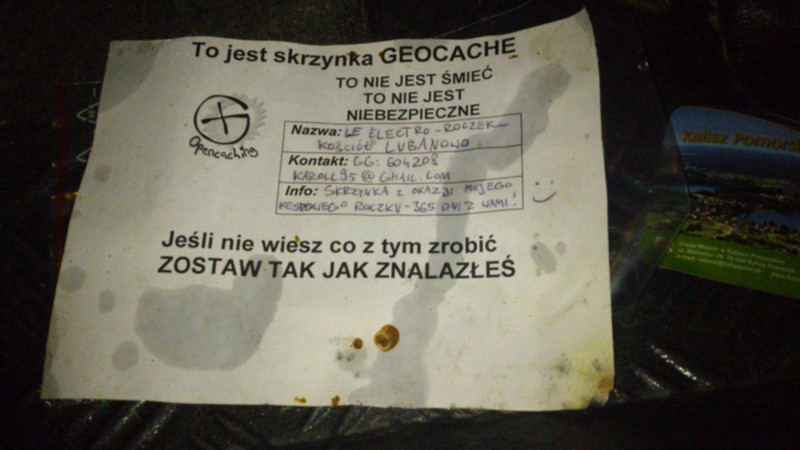 To jest skrzynka GEOCACHE
TO NIE JEST ŚMIEĆ
TO NIE JEST
NIEBEZPIECZNE
Opencaching
Nazwa: LE ELECTRO-ROCZEK-
KOŚCIÓŁ LUBANOWO.
Kontakt: GG: 604208
KAROLL95@GMAIL.COM
Info: SKRZYNKA Z OKAZJI MOJEGO
KESROWEGO ROCZKU-365 DNI Z WAMI! :)
Jeśli nie wiesz co z tym zrobić
ZOSTAW TAK JAK ZNALAZŁEŚ
Kalisz Pomorski